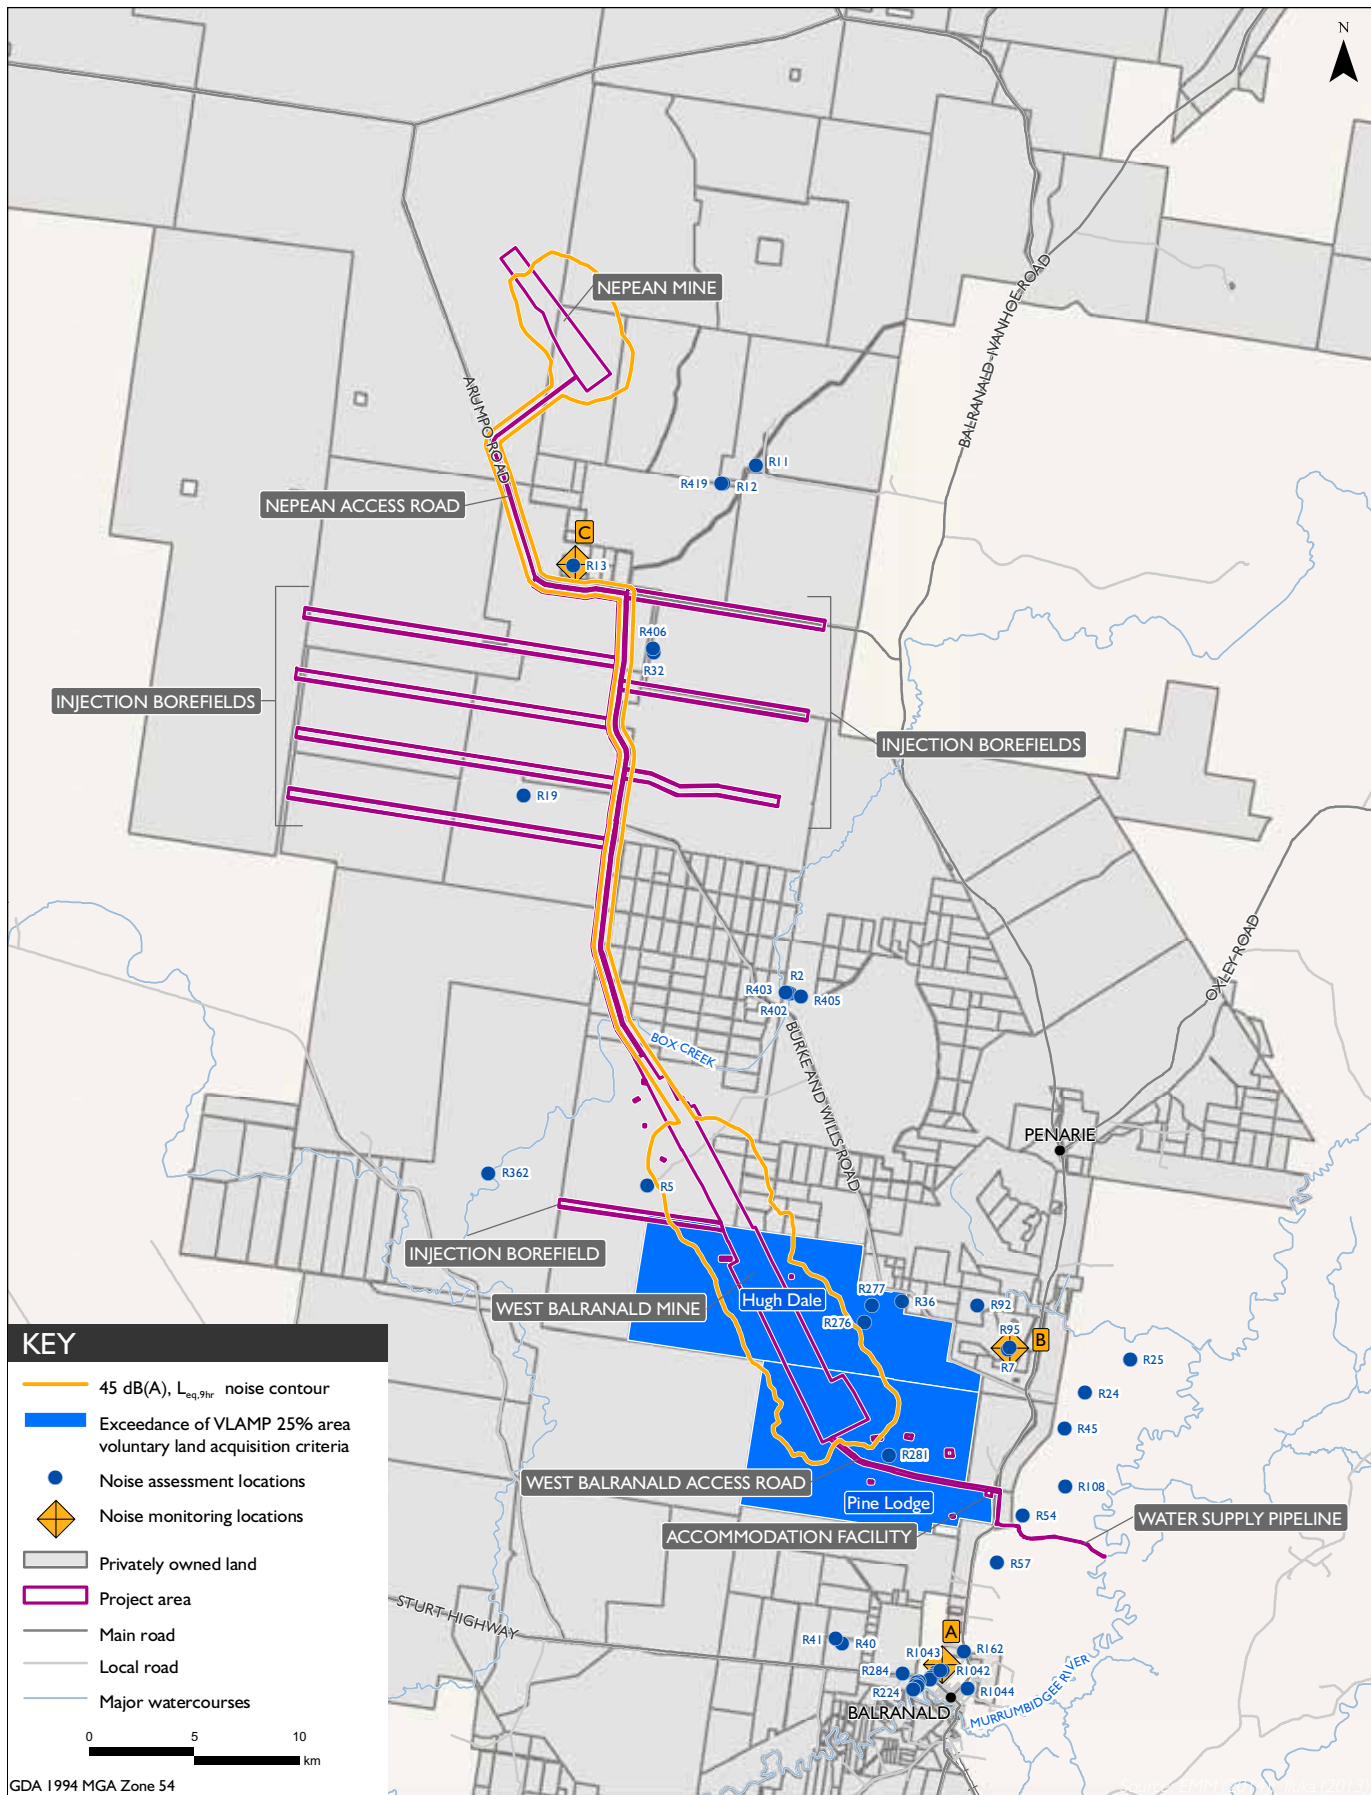 N
NEPEAN MINE
BALRANALD-IVANHOE ROAD
ARUMPO ROAD
R11
R419
R12
NEPEAN ACCESS ROAD
C
R13
R406
R32
INJECTION BOREFIELDS
INJECTION BOREFIELDS
R19
OXLEY ROAD
R2
R403
R405
R402
BOX CREEK
BURKE AND WILLS ROAD
PENARIE
R362
R5
INJECTION BOREFIELD
WEST BALRANALD MINE
Hugh Dale
R277
R36
R92
R276
R95
B
R7
R25
R24
R45
R281
WEST BALRANALD ACCESS ROAD
R108
Pine Lodge
R54
WATER SUPPLY PIPELINE
ACCOMMODATION FACILITY
R57
STURT HIGHWAY
A
R41
R40
R1043
R162
R284
R1042
R224
R1044
BALRANALD
MURRUMBIDGEE RIVER
KEY
45 dB(A), Leq,9hr noise contour
Exceedance of VLAMP 25% area
voluntary land acquisition criteria
Noise assessment locations
Noise monitoring locations
Privately owned land
Project area
Main road
Local road
Major watercourses
0 5 10
km
GDA 1994 MGA Zone 54